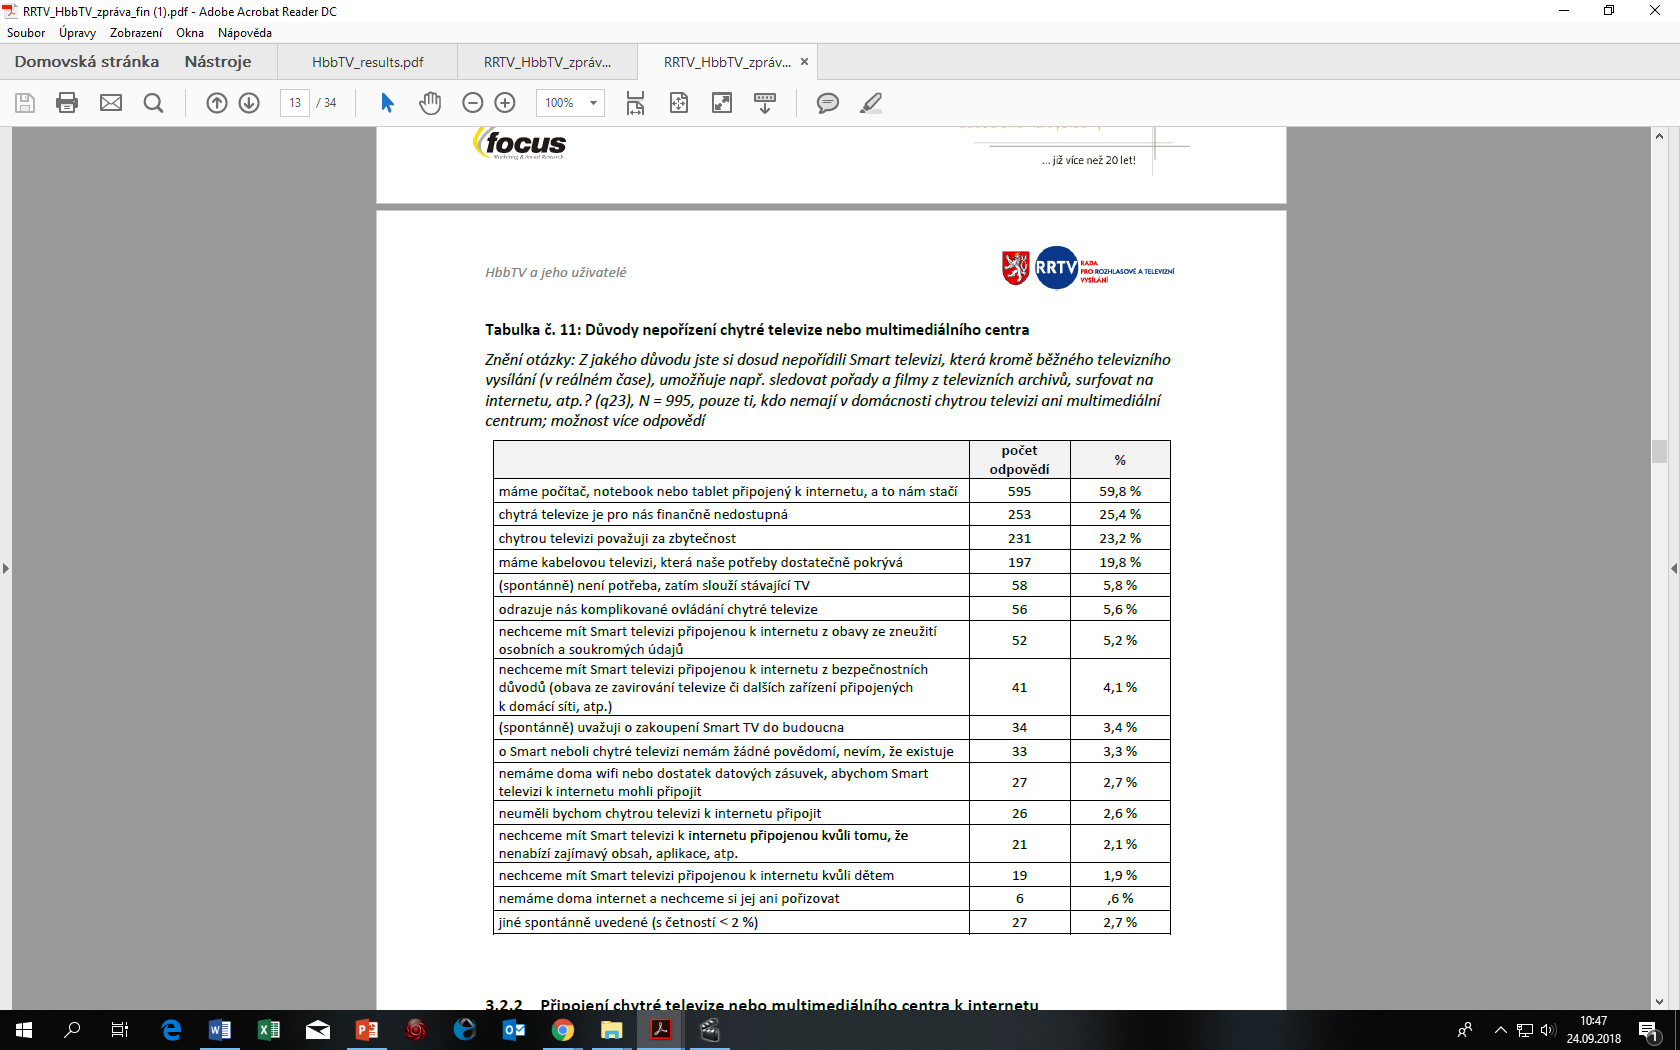 RRTV_HbbTV_zpráva_fin (1).pdf - Adobe Acrobat Reader DC
Soubor Úpravy Zobrazení Okna Nápověda
Domovská stránka Nástroje HbbTV_results.pdf RRTV_HbbTV_zpráv... RRTV_HbbTV_zpráv... ×
13 / 34 100%
focus
Marketing & Social Research
... již více než 20 let!
HbbTV a jeho uživatelé
RRTV RADA
PRO ROZHLASOVÉ A TELEVIZNÍ
VYSÍLÁNÍ
Tabulka č. 11: Důvody nepořízení chytré televize nebo multimediálního centra
Znění otázky: Z jakého důvodu jste si dosud nepořídili Smart televizi, která kromě běžného televizního
vysílání (v reálném čase), umožňuje např. sledovat pořady a filmy z televizních archivů, surfovat na
internetu, atp.? (q23), N = 995, pouze ti, kdo nemají v domácnosti chytrou televizi ani multimediální
centrum; možnost více odpovědí
počet
odpovědí %
máme počítač, notebook nebo tablet připojený k internetu, a to nám stačí 595 59,8 %
chytrá televize je pro nás finančně nedostupná 253 25,4 %
chytrou televizi považuji za zbytečnost 231 23,2 %
máme kabelovou televizi, která naše potřeby dostatečně pokrývá 197 19,8 %
(spontánně) není potřeba, zatím slouží stávající TV 58 5,8 %
odrazuje nás komplikované ovládání chytré televize 56 5,6 %
nechceme mít Smart televizi připojenou k internetu z obavy ze zneužití
osobních a soukromých údajů 52 5,2 %
nechceme mít Smart televizi připojenou k internetu z bezpečnostních
důvodů (obava ze zavirování televize či dalších zařízení připojených
k domácí síti, atp.) 41 4,1 %
(spontánně) uvažuji o zakoupení Smart TV do budoucna 34 3,4 %
o Smart neboli chytré televizi nemám žádné povědomí, nevím, že existuje 33 3,3 %
nemáme doma wifi nebo dostatek datových zásuvek, abychom Smart
televizi k internetu mohli připojit 27 2,7 %
neuměli bychom chytrou televizi k internetu připojit 26 2,6 %
nechceme mít Smart televizi k internetu připojenou kvůli tomu, že
nenabízí zajímavý obsah, aplikace, atp. 21 2,1 %
nechceme mít Smart televizi připojenou k internetu kvůli dětem 19 1,9 %
nemáme doma internet a nechceme si jej ani pořizovat 6 ,6 %
jiné spontánně uvedené (s četností < 2 %) 27 2,7 %
3.2.2 Připojení chytré televize nebo multimediálního centra k internetu
10:47
24.09.2018
1